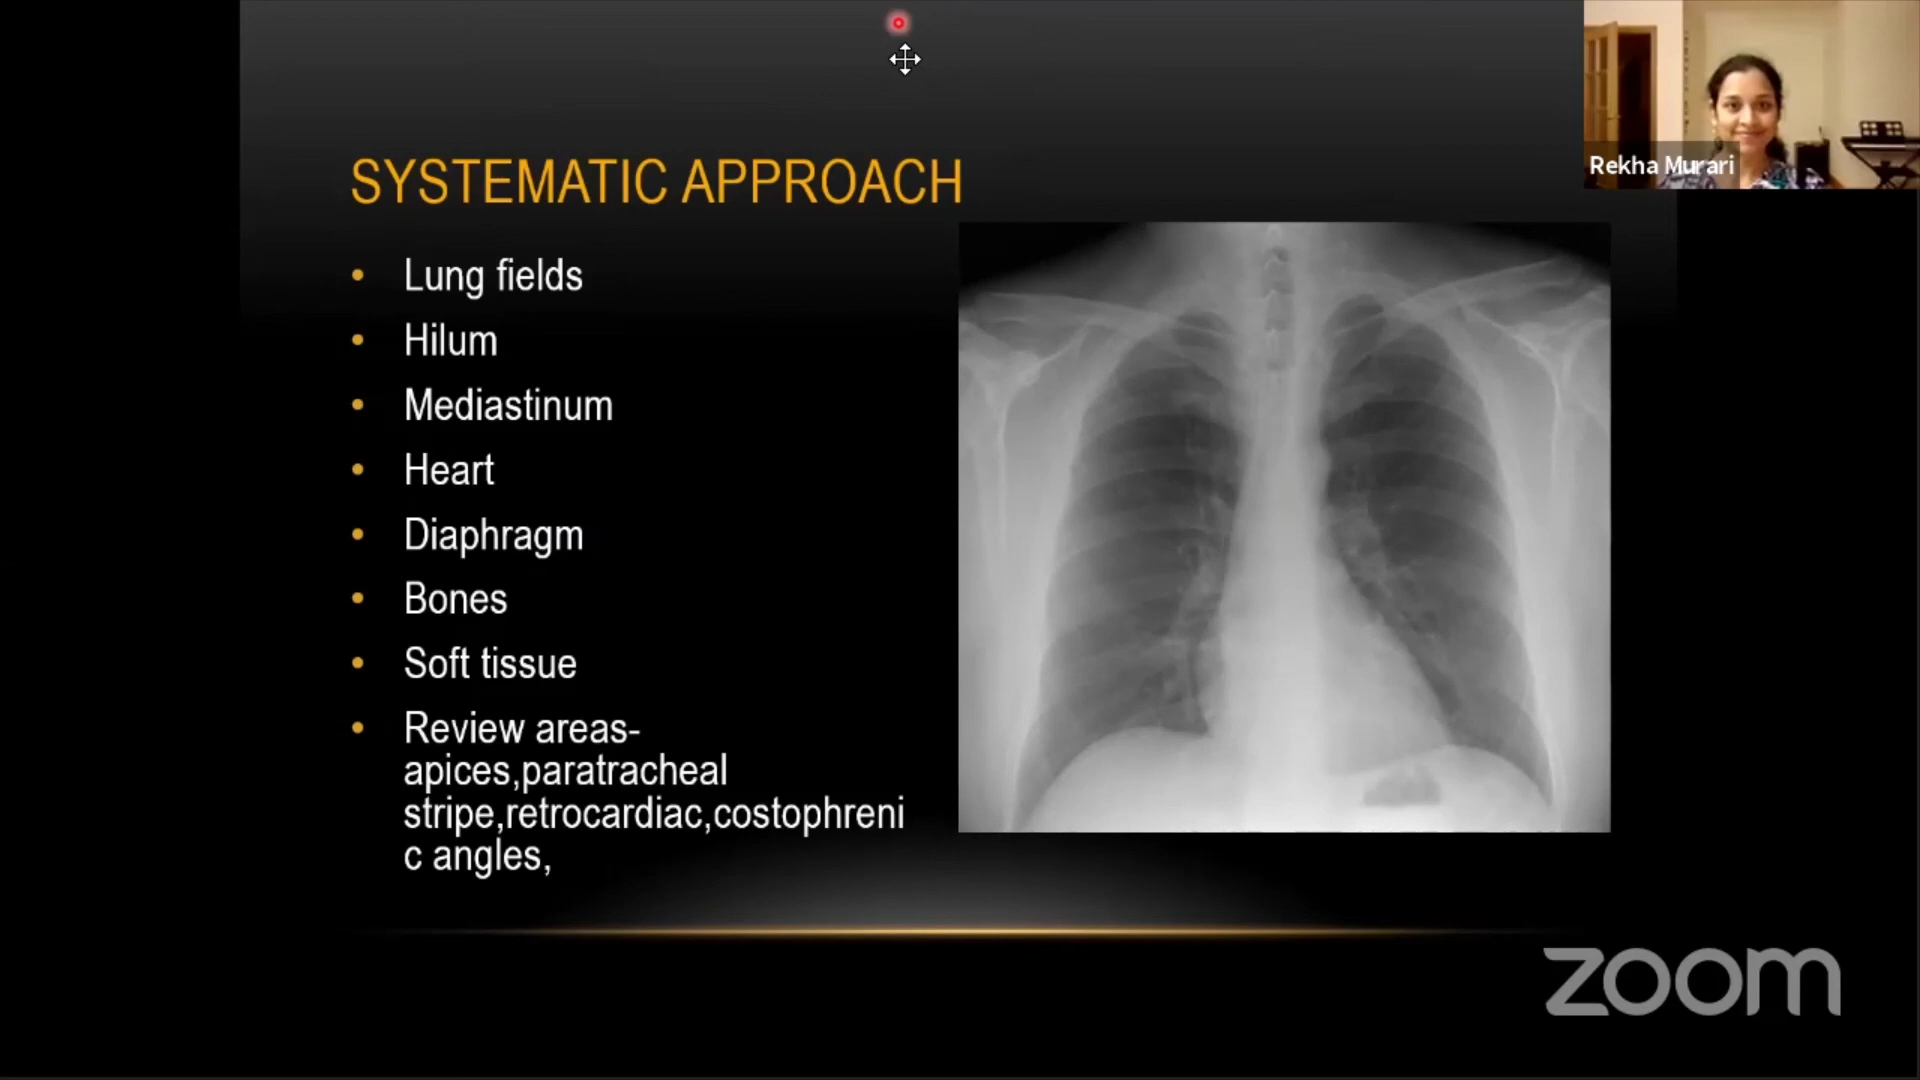 Rekha Murari
SYSTEMATIC APPROACH
• Lung fields
• Hilum
• Mediastinum
• Heart
• Diaphragm
• Bones
• Soft tissue
• Review areas-
apices,paratracheal
stripe,retrocardiac,costophreni
c angles,
zoom